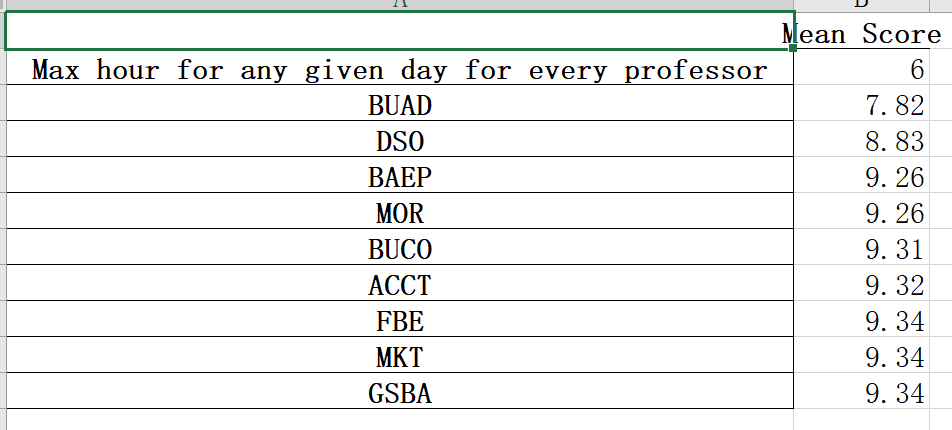 A B
Mean Score
Max hour for any given day for every professor 6
BUAD 7.82
DSO 8.83
BAEP 9.26
MOR 9.26
BUCO 9.31
ACCT 9.32
FBE 9.34
MKT 9.34
GSBA 9.34